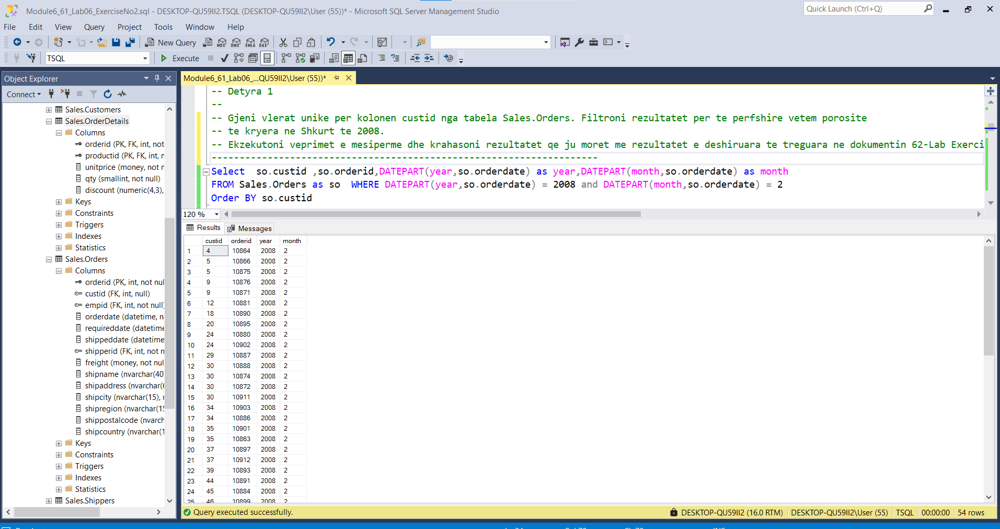 Module6_61_Lab06_ExerciseNo2.sql - DESKTOP-QU59II2.TSQL (DESKTOP-QU59II2\User (55))* - Microsoft SQL Server Management Studio
Quick Launch (Ctrl+Q)
File Edit View Query Project Tools Window Help
New Query MDX DMX XMLA DAX
TSQL Execute
Object Explorer
Connect
Sales.Customers
Sales.OrderDetails
Columns
orderid (PK, FK, int, not
productid (PK, FK, int, n
unitprice (money, not n
qty (smallint, not null)
discount (numeric(4,3),
Keys
Constraints
Triggers
Indexes
Statistics
Sales.Orders
Columns
orderid (PK, int, not nul
custid (FK, int, null)
empid (FK, int, not null)
orderdate (datetime, n
requireddate (datetime
shippeddate (datetime
shipperid (FK, int, not n
freight (money, not nul
shipname (nvarchar(40
shipaddress (nvarchar(6
shipcity (nvarchar(15), r
shipregion (nvarchar(15
shippostalcode (nvarch
shipcountry (nvarchar(1
Keys
Constraints
Triggers
Indexes
Statistics
Sales.Shippers
Module6_61_Lab06_...QU59II2\User (55))*
-- Detyra 1
--
-- Gjeni vlerat unike per kolonen custid nga tabela Sales.Orders. Filtroni rezultatet per te perfshire vetem porosite
-- te kryera ne Shkurt te 2008.
-- Ekzekutoni veprimet e mesiperme dhe krahasoni rezultatet qe ju moret me rezultatet e deshiruara te treguara ne dokumentin 62-Lab Exerci
---------------------------------------------------------------------
Select  so.custid ,so.orderid,DATEPART(year,so.orderdate) as year,DATEPART(month,so.orderdate) as month
FROM Sales.Orders as so  WHERE DATEPART(year,so.orderdate) = 2008 and DATEPART(month,so.orderdate) = 2
Order BY so.custid
120 %
Results Messages
custid orderid year month
1 4 10864 2008 2
2 5 10866 2008 2
3 5 10875 2008 2
4 9 10876 2008 2
5 9 10871 2008 2
6 12 10881 2008 2
7 18 10890 2008 2
8 20 10895 2008 2
9 24 10880 2008 2
10 24 10902 2008 2
11 29 10887 2008 2
12 30 10888 2008 2
13 30 10874 2008 2
14 30 10872 2008 2
15 30 10911 2008 2
16 34 10903 2008 2
17 34 10886 2008 2
18 35 10901 2008 2
19 35 10863 2008 2
20 37 10897 2008 2
21 37 10912 2008 2
22 39 10893 2008 2
23 44 10891 2008 2
24 45 10884 2008 2
25 46 10899 2008 2
Query executed successfully.
DESKTOP-QU59II2 (16.0 RTM) DESKTOP-QU59II2\User (55) TSQL 00:00:00 54 rows